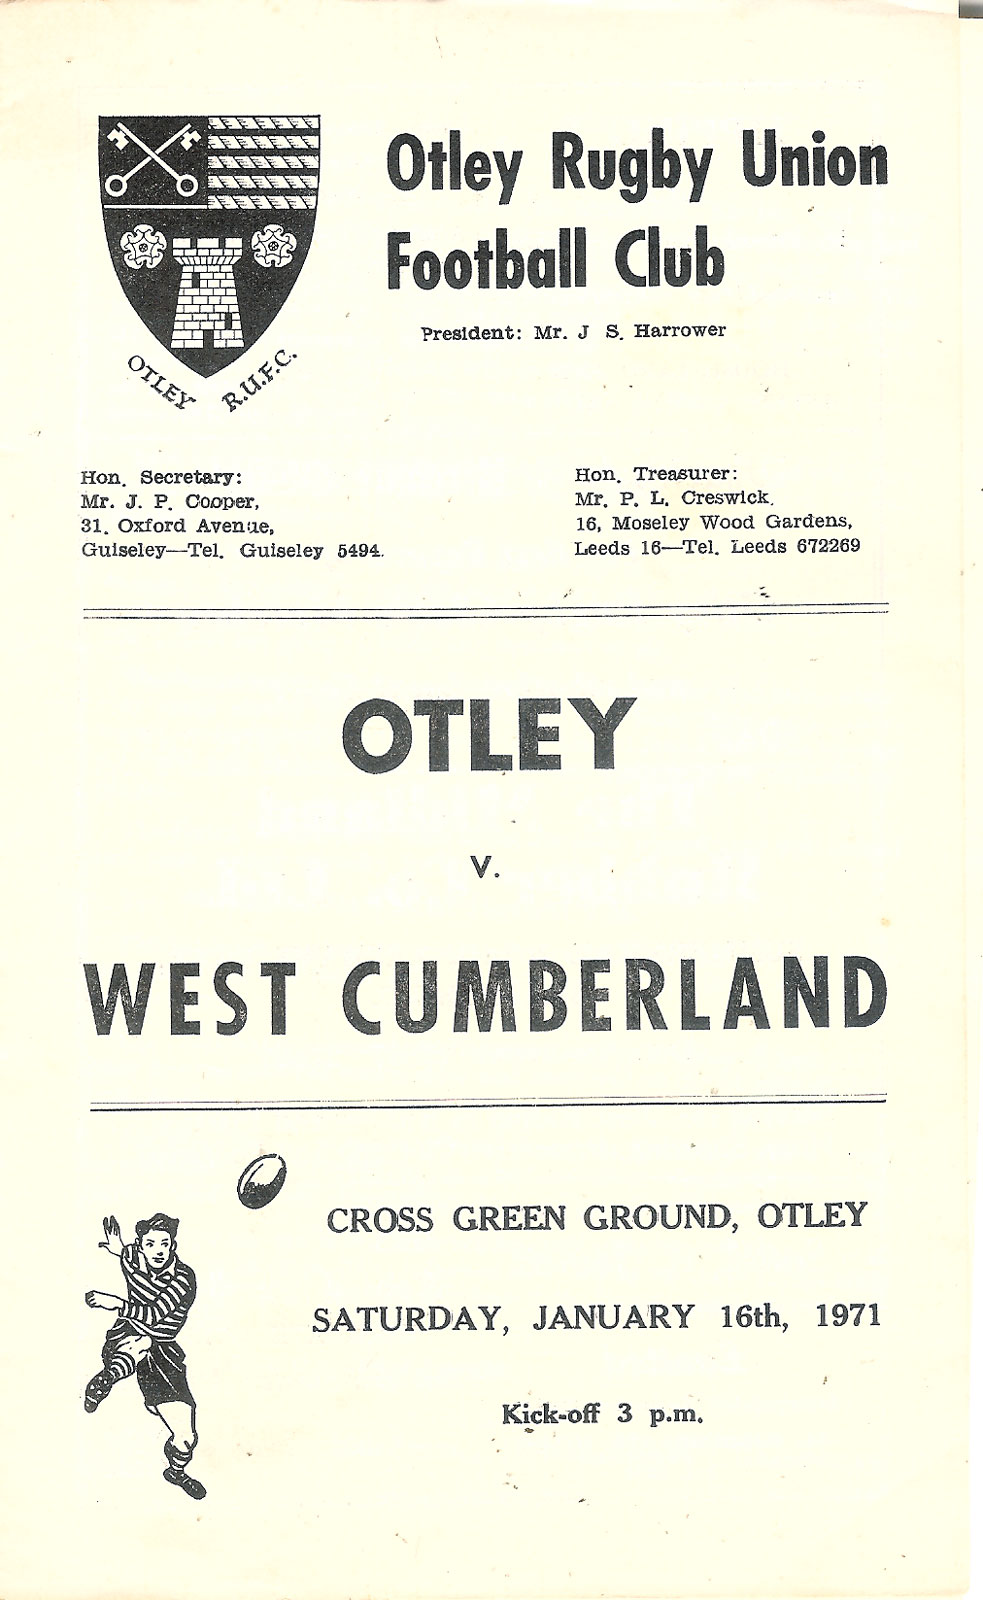 Otley Rugby Union
Football Club
President: Mr. J S. Harrower
OTLEY R.U.F.C.
Hon. Secretary:
Mr. J. P. Cooper,
31. Oxford Avenue,
Guiseley—Tel. Guiseley 5494.
Hon. Treasurer:
Mr. P. L. Creswick.
16, Moseley Wood Gardens,
Leeds 16—Tel. Leeds 672269
OTLEY
v.
WEST CUMBERLAND
CROSS GREEN GROUND, OTLEY
SATURDAY, JANUARY 16th, 1971
Kick-off 3 p.m.